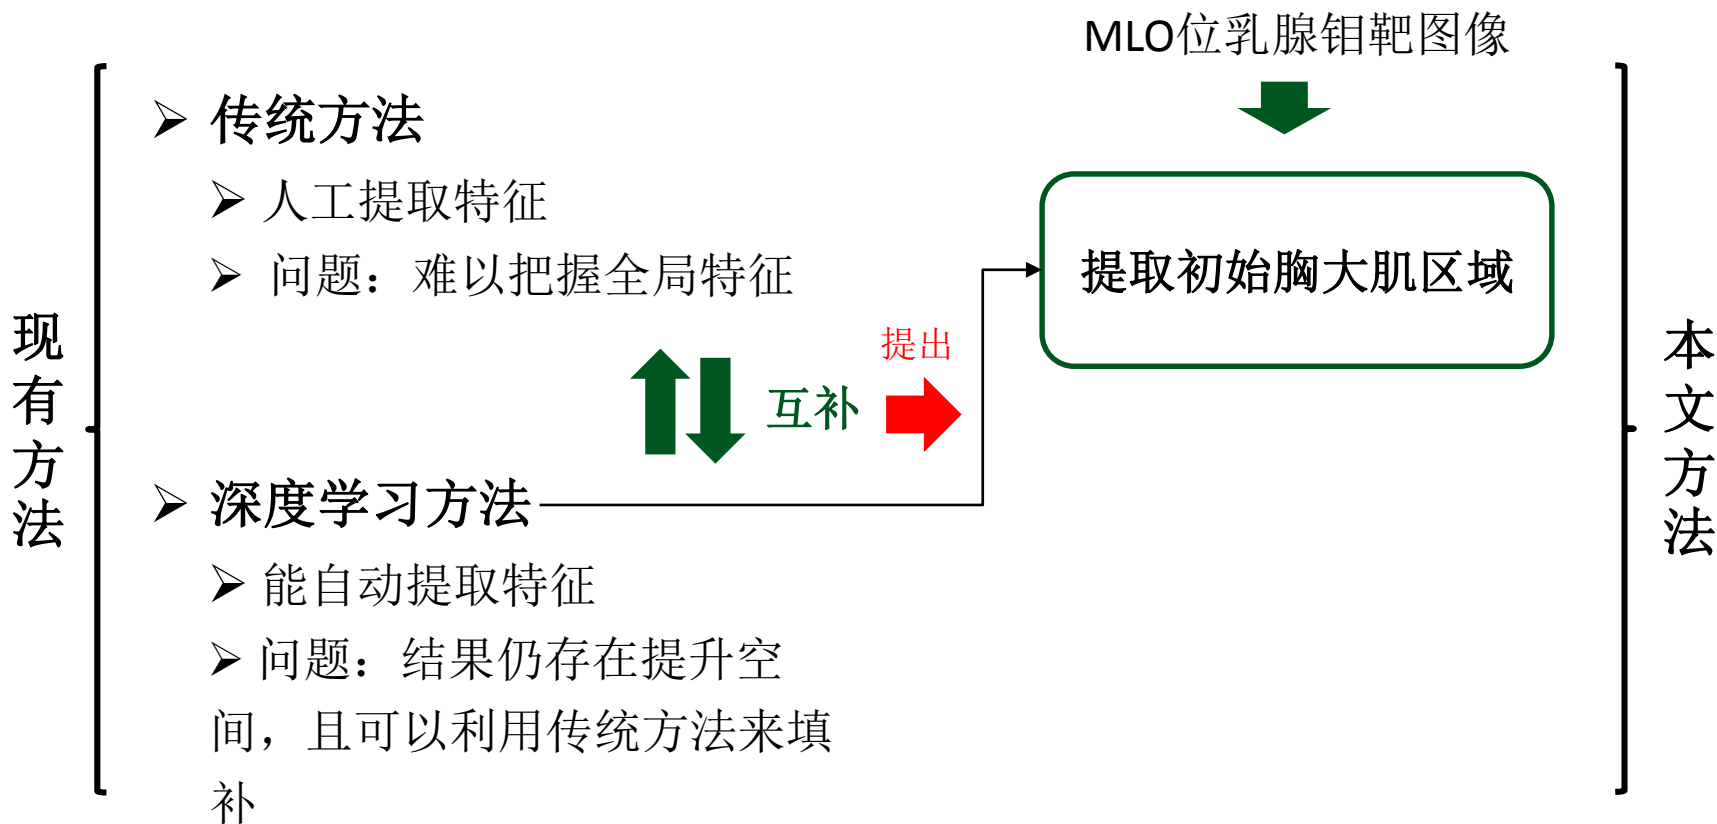 MLO位乳腺钼靶图像
现有方法
传统方法
人工提取特征
问题：难以把握全局特征
互补
提出
深度学习方法
能自动提取特征
问题：结果仍存在提升空
间，且可以利用传统方法来填
补
提取初始胸大肌区域
本文方法